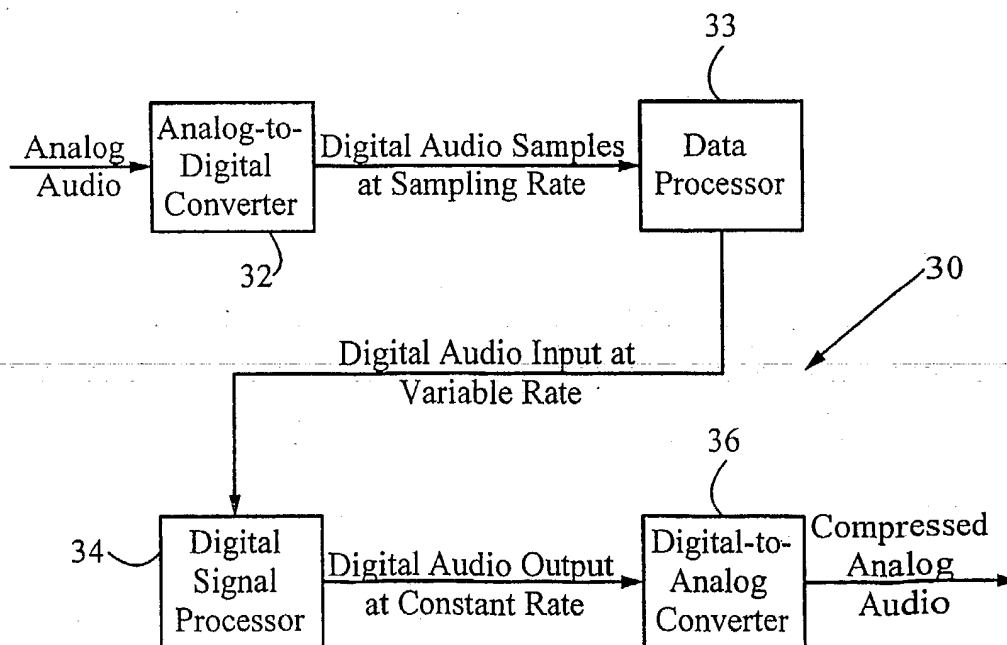 33
Analog
Audio
Analog-to-
Digital
Converter
32
Digital Audio Samples
at Sampling Rate
Data
Processor
30
Digital Audio Input at
Variable Rate
34
Digital
Signal
Processor
Digital Audio Output
at Constant Rate
36
Digital-to-
Analog
Converter
Compressed
Analog
Audio